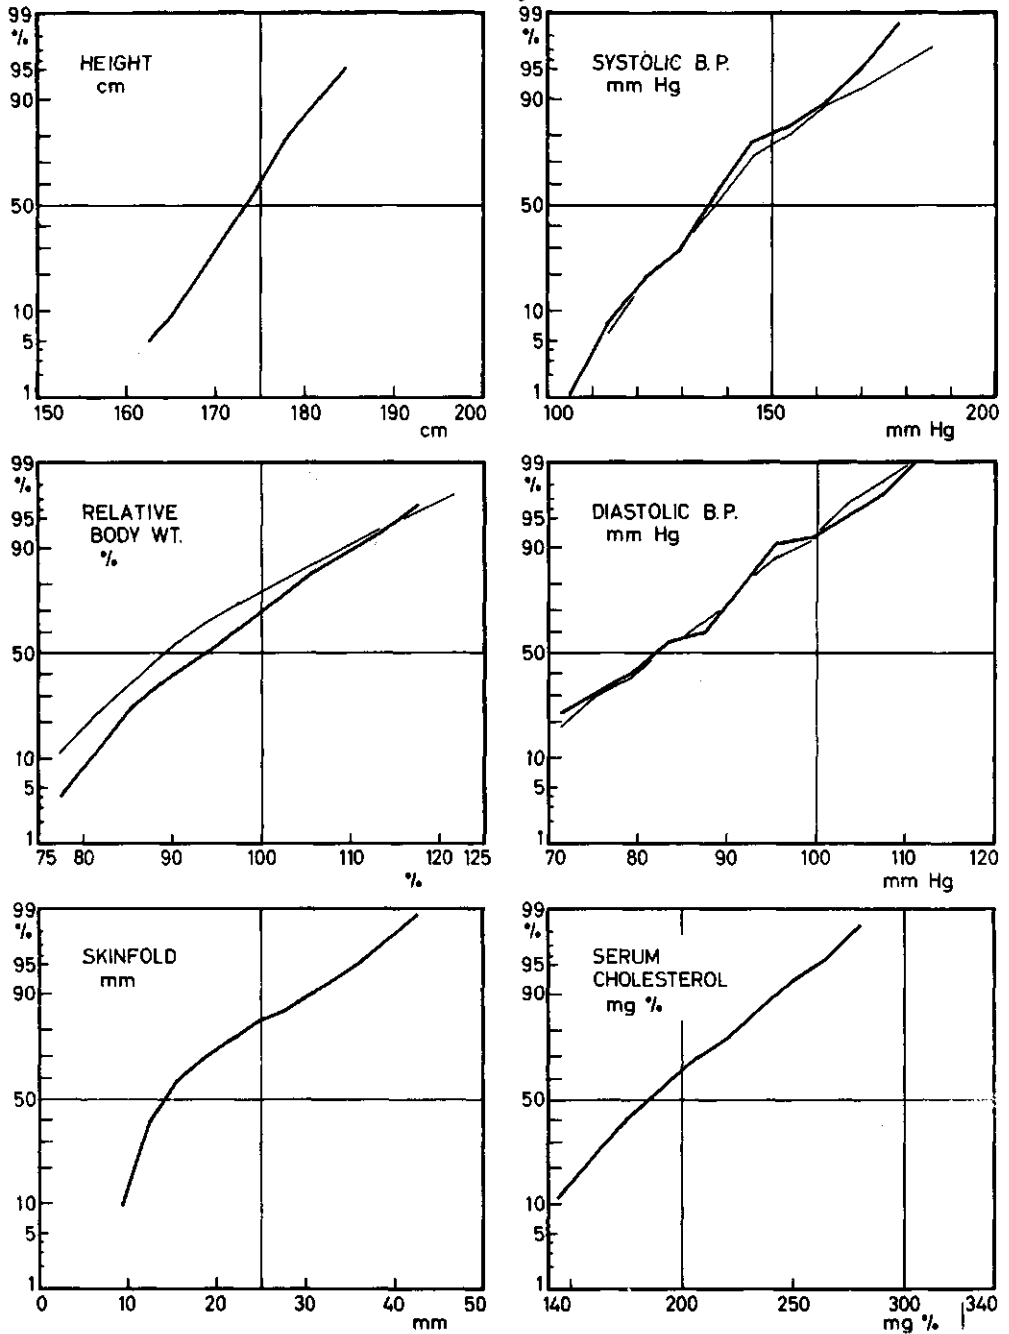 99
%
95
90
50
10
5
1
HEIGHT
cm
150 160 170 180 190 200
cm
99
%
95
90
50
10
5
1
SYSTOLIC B.P.
mm Hg
100 150 200
mm Hg
99
%
95
90
50
10
5
1
RELATIVE
BODY WT.
%
75 80 90 100 110 120 125
%
99
%
95
90
50
10
5
1
DIASTOLIC B.P.
mm Hg
70 80 90 100 110 120
mm Hg
99
%
95
90
50
10
5
1
SKINFOLD
mm
0 10 20 30 40 50
mm
99
%
95
90
50
10
5
1
SERUM
CHOLESTEROL
mg %
140 200 250 300 340
mg %